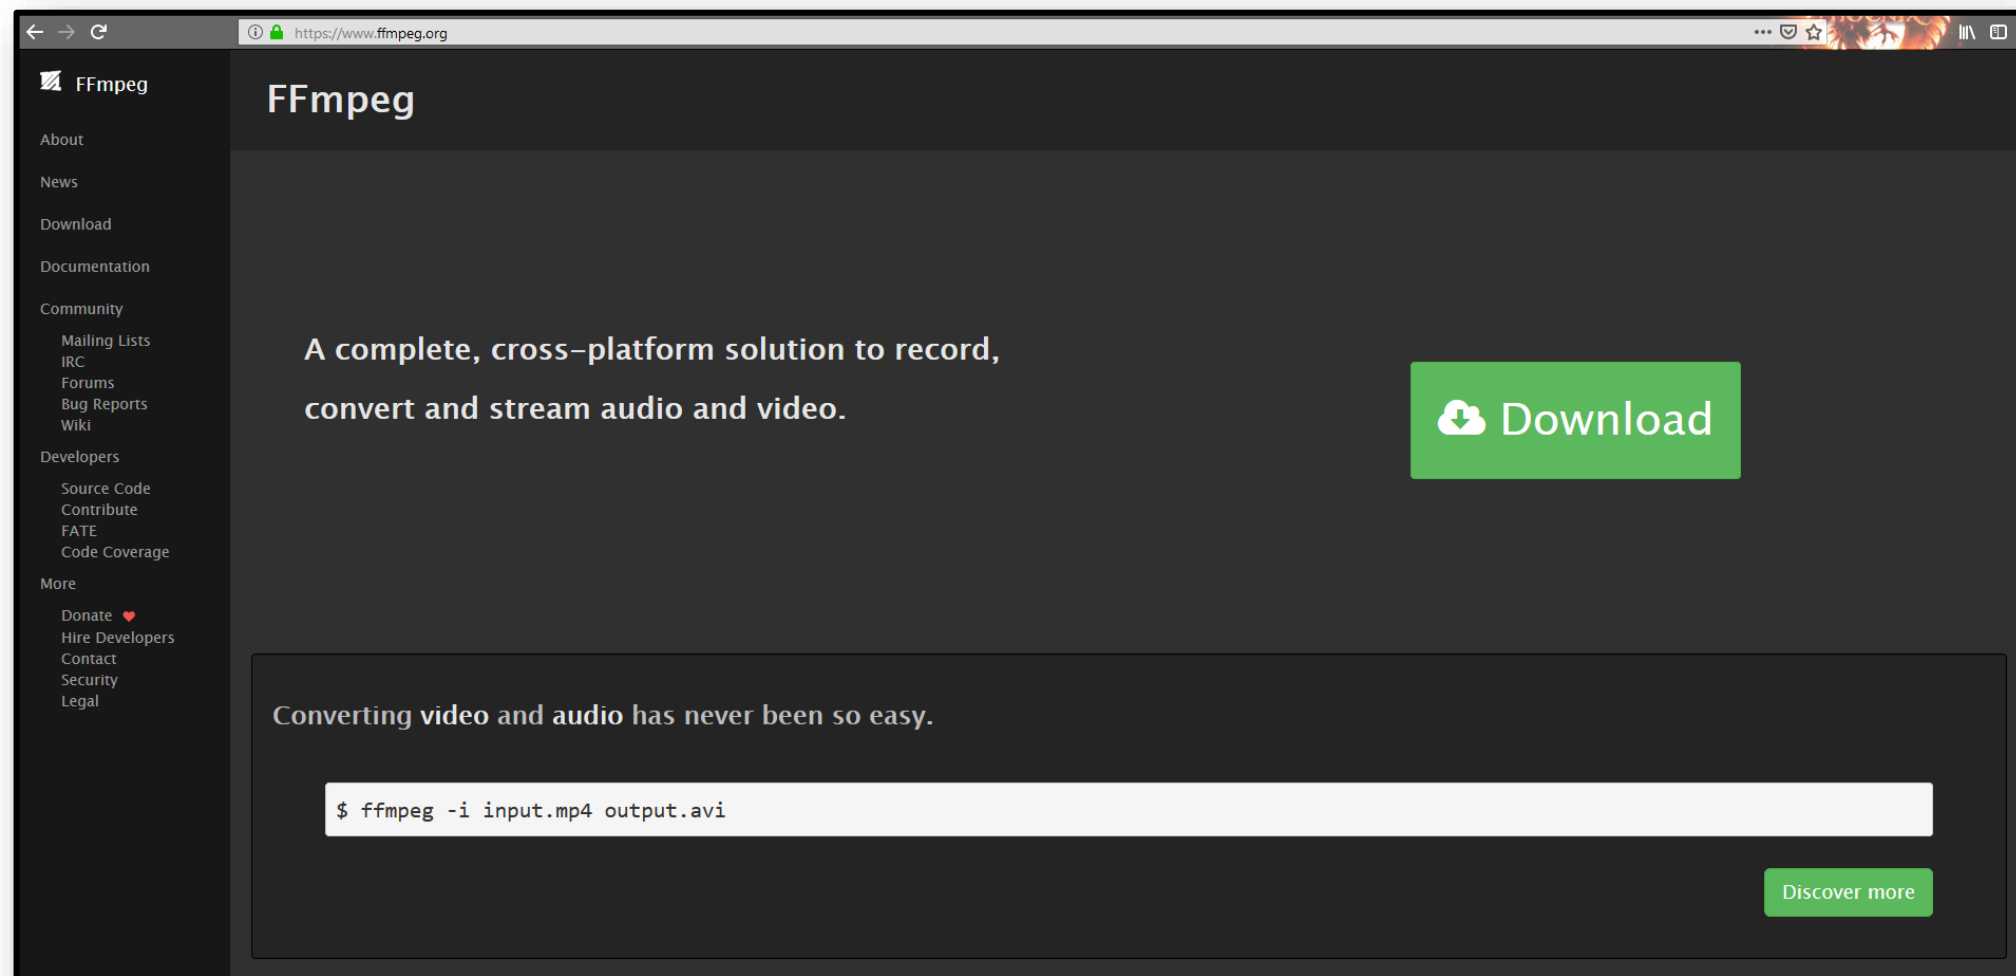 https://www.ffmpeg.org
FFmpeg
About
News
Download
Documentation
Community
Mailing Lists
IRC
Forums
Bug Reports
Wiki
Developers
Source Code
Contribute
FATE
Code Coverage
More
Donate
Hire Developers
Contact
Security
Legal
FFmpeg
A complete, cross-platform solution to record,
convert and stream audio and video.
Download
Converting video and audio has never been so easy.
$ ffmpeg -i input.mp4 output.avi
Discover more